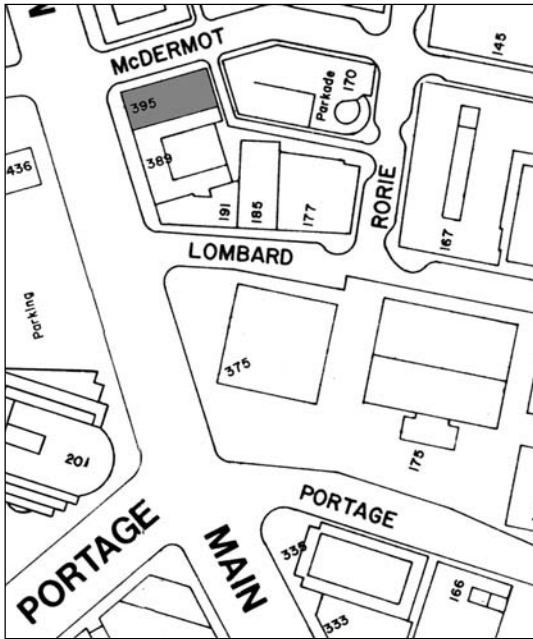 McDERMOT
145
395
170
Parkade
389
436
RORIE
191
185
177
167
LOMBARD
Parking
375
201
175
PORTAGE
PORTAGE
MAIN
335
166
333